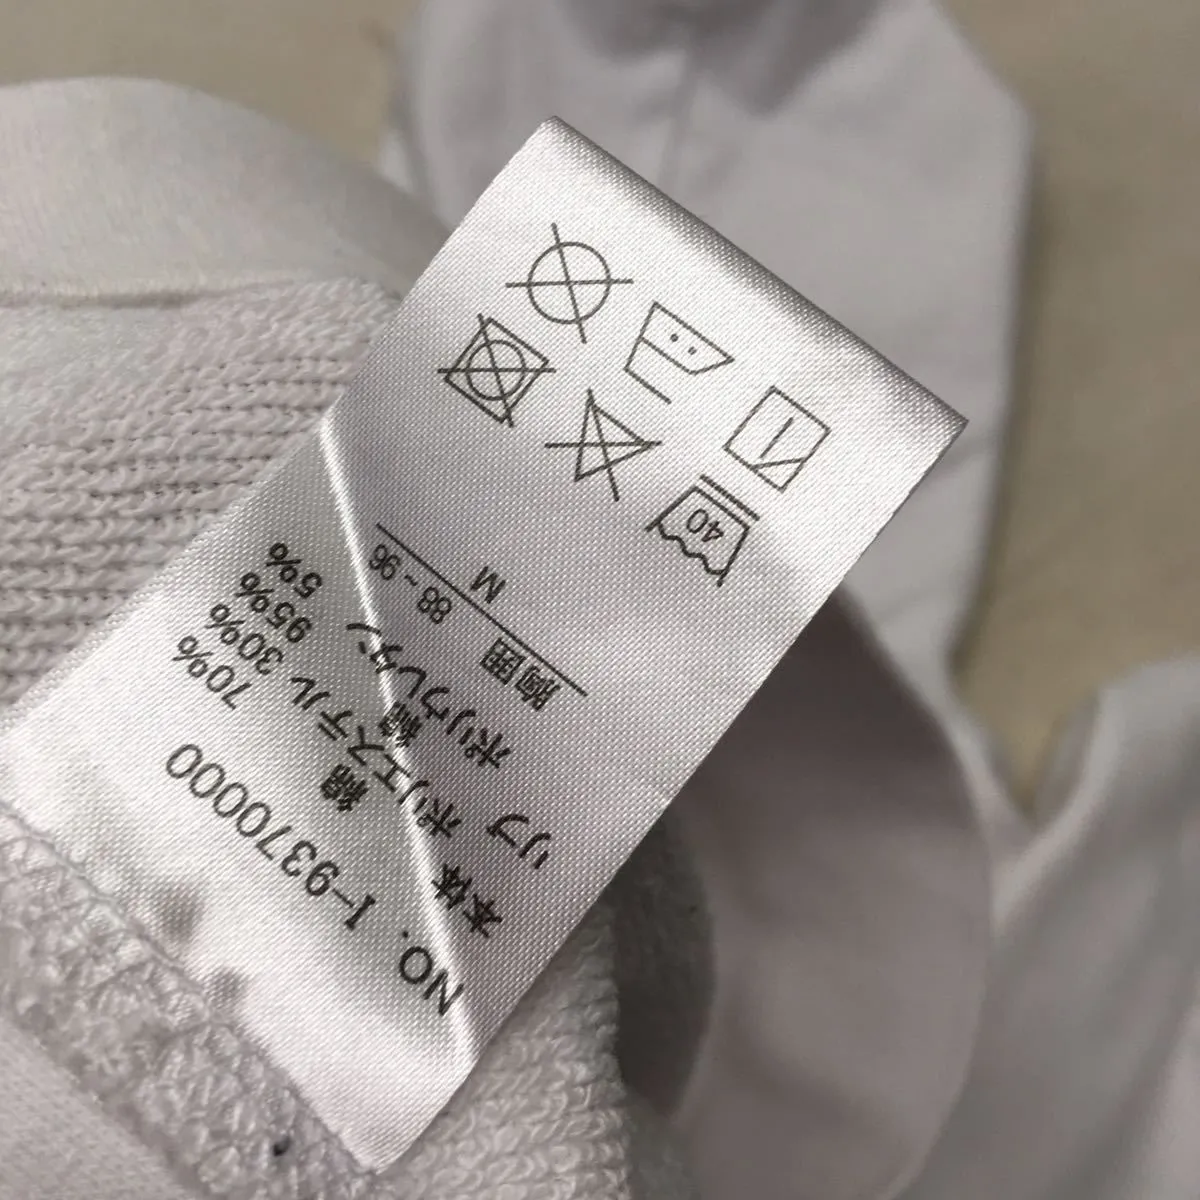 NO. I-9370000
本体 綿 70%
ポリエステル 30%
リブ 綿 95%
ポリウレタン 5%
胸囲 88~96
M
40